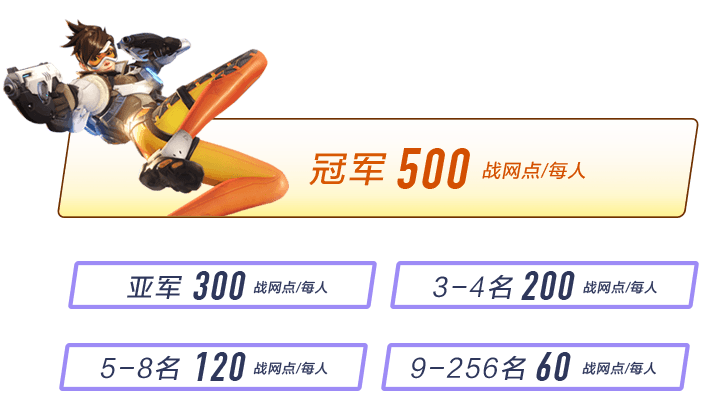 冠军 500 战网点/每人
亚军 300 战网点/每人
3-4名 200 战网点/每人
5-8名 120 战网点/每人
9-256名 60 战网点/每人